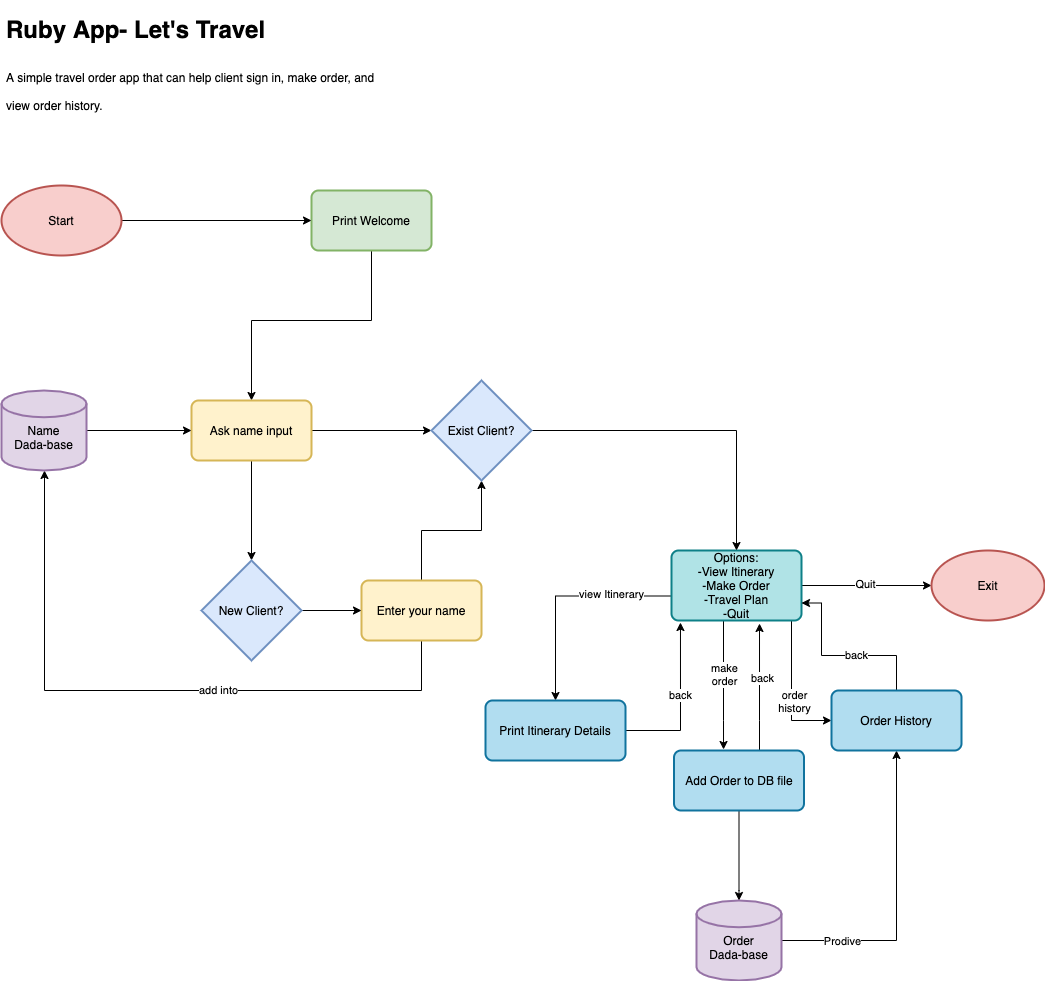 Ruby App- Let's Travel
A simple travel order app that can help client sign in, make order, and
view order history.
Start
Print Welcome
Name
Dada-base
Ask name input
Exist Client?
New Client?
Enter your name
add into
Options:
-View Itinerary
-Make Order
-Travel Plan
-Quit
Quit
Exit
view Itinerary
back
make
order
back
order
history
back
Print Itinerary Details
Order History
Add Order to DB file
Order
Dada-base
Prodive